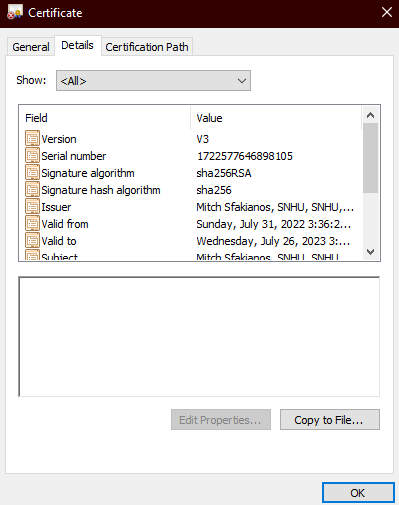 Certificate
General Details Certification Path
Show: <All>
Field Value
Version V3
Serial number 1722577646898105
Signature algorithm sha256RSA
Signature hash algorithm sha256
Issuer Mitch Sfakianos, SNHU, SNHU,...
Valid from Sunday, July 31, 2022 3:36:2...
Valid to Wednesday, July 26, 2023 3:...
Subject Mitch Sfakianos, SNHU, SNHU,...
Edit Properties... Copy to File...
OK